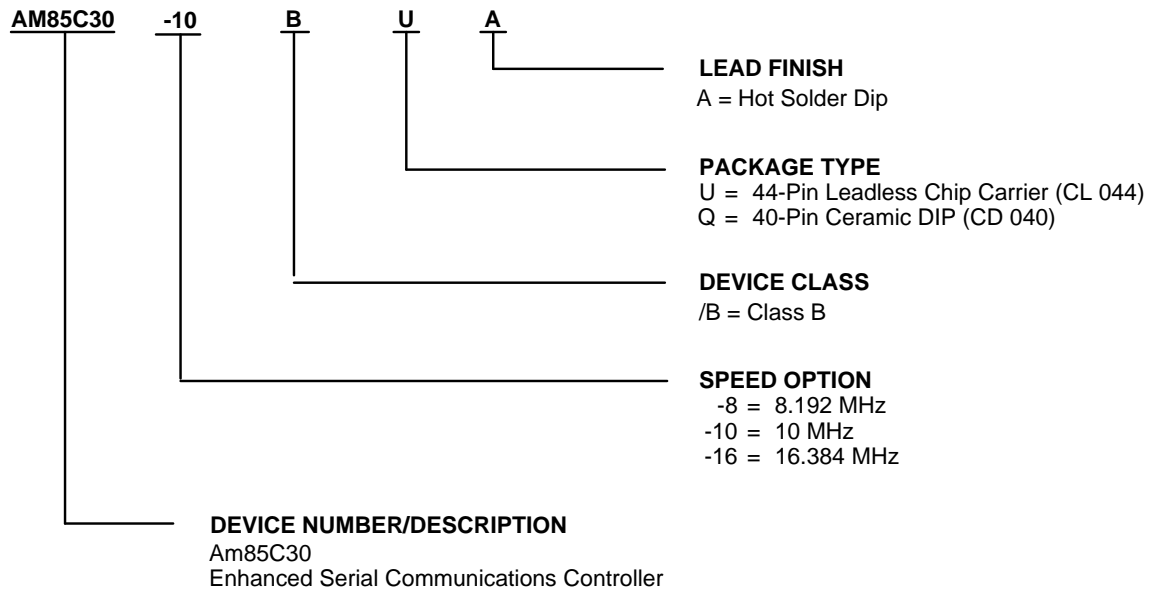 AM85C30 -10 B U A
LEAD FINISH
A = Hot Solder Dip
PACKAGE TYPE
U = 44-Pin Leadless Chip Carrier (CL 044)
Q = 40-Pin Ceramic DIP (CD 040)
DEVICE CLASS
/B = Class B
SPEED OPTION
-8 = 8.192 MHz
-10 = 10 MHz
-16 = 16.384 MHz
DEVICE NUMBER/DESCRIPTION
Am85C30
Enhanced Serial Communications Controller